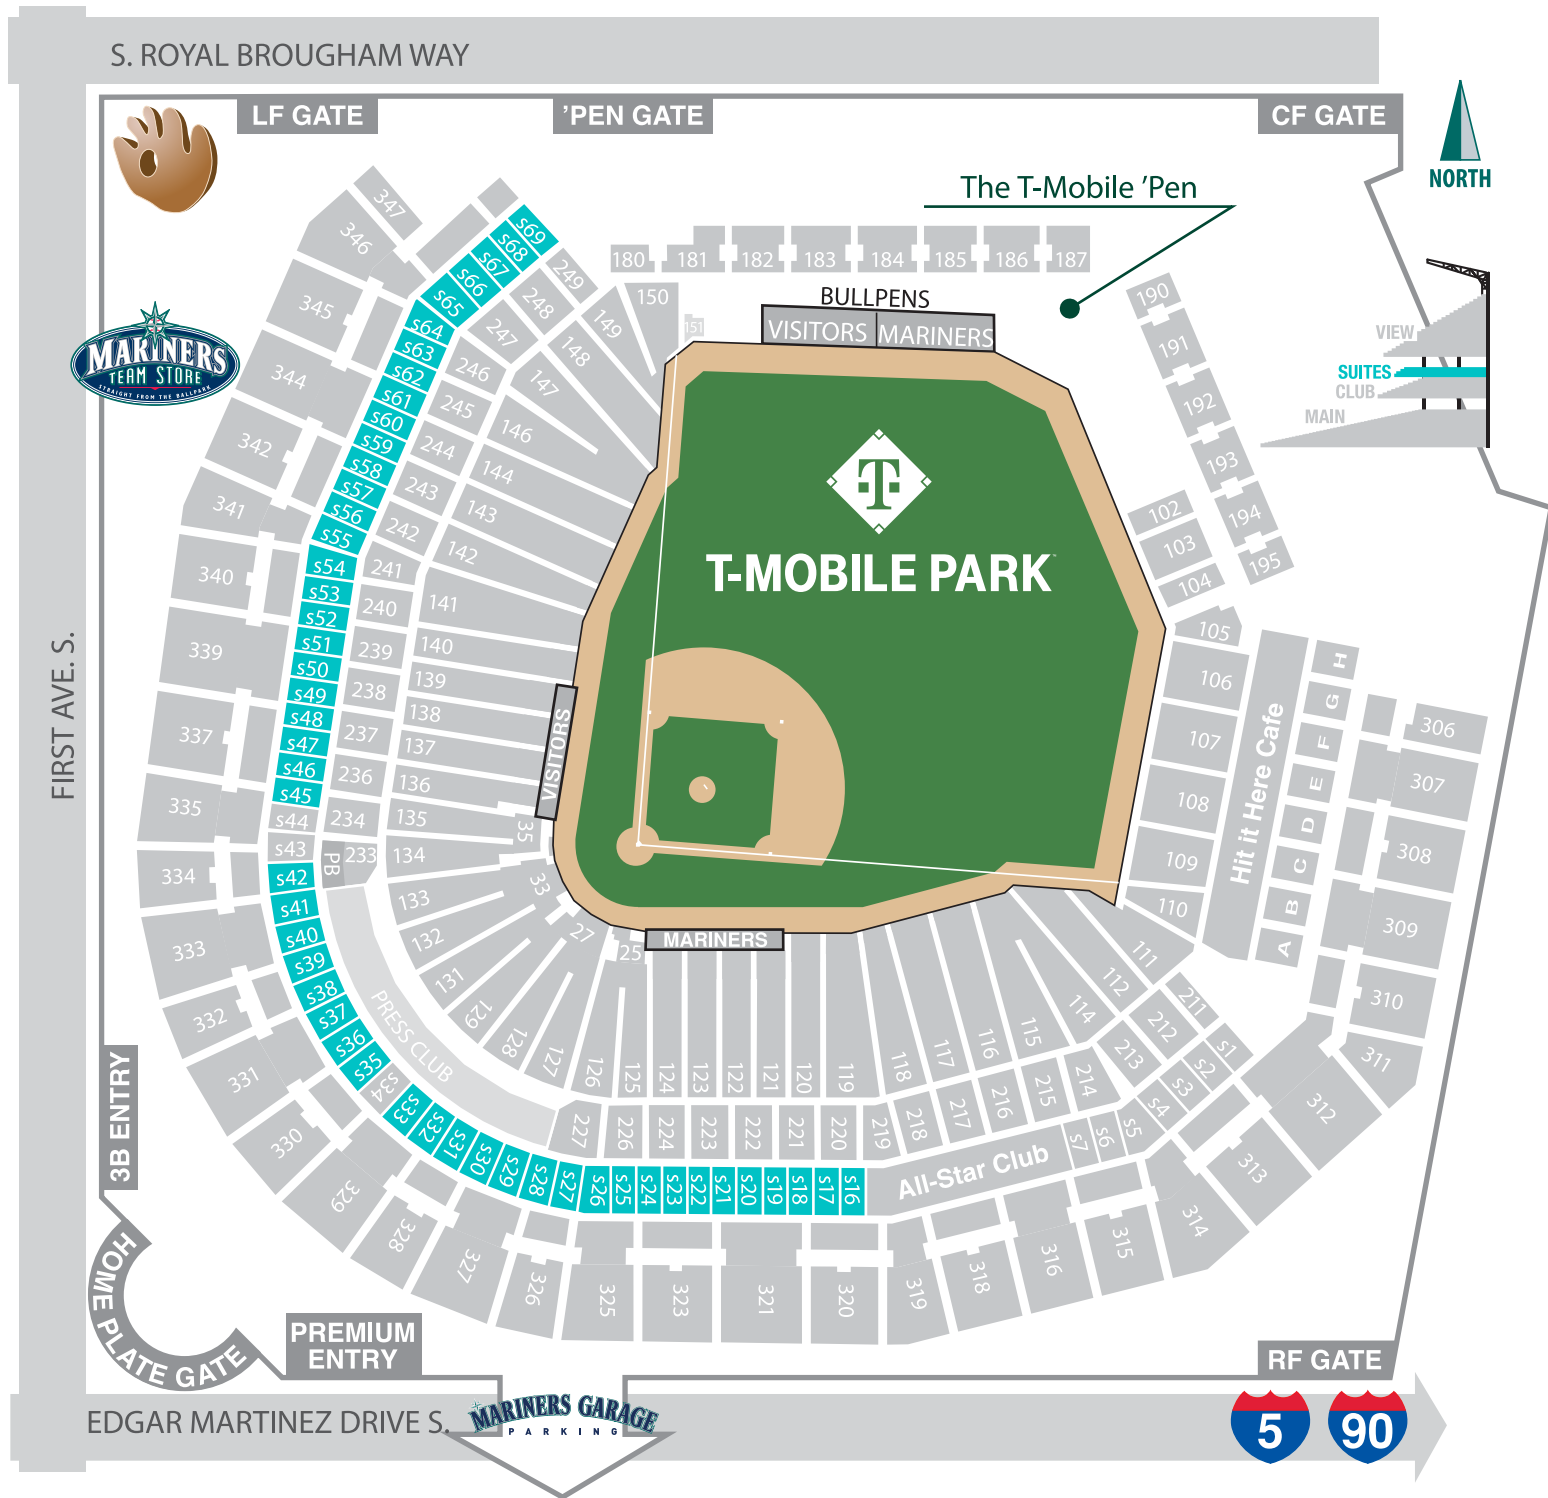 S. ROYAL BROUGHAM WAY
LF GATE
'PEN GATE
CF GATE
NORTH
The T-Mobile 'Pen
347
346
345
344
342
341
340
339
337
335
334
333
332
331
330
329
328
327
326
325
323
321
320
319
318
316
315
314
313
312
311
310
309
308
307
306
s69
s68
s67
s66
s65
s64
s63
s62
s61
s60
s59
s58
s57
s56
s55
s54
s53
s52
s51
s50
s49
s48
s47
s46
s45
s44
s43
s42
s41
s40
s39
s38
s37
s36
s35
s34
s33
s32
s31
s30
s29
s28
s27
s26
s25
s24
s23
s22
s21
s20
s19
s18
s17
s16
All-Star Club
s7
s6
s5
s4
s3
s2
s1
249
248
247
246
245
244
243
242
241
240
239
238
237
236
234
233
PB
PRESS CLUB
227
226
224
223
222
221
220
219
218
217
216
215
214
213
212
211
150
151
149
148
147
146
144
143
142
141
140
139
138
137
136
135
134
133
132
131
129
128
127
126
125
124
123
122
121
120
119
118
117
116
115
114
112
111
110
109
108
107
106
105
104
103
102
35
33
27
25
180
181
182
183
184
185
186
187
190
191
192
193
194
195
BULLPENS
VISITORS
MARINERS
T
T-MOBILE PARK
VISITORS
MARINERS
Hit it Here Cafe
H
G
F
E
D
C
B
A
VIEW
SUITES
CLUB
MAIN
MARINERS
TEAM STORE
STRAIGHT FROM THE BALLPARK
FIRST AVE. S.
3B ENTRY
HOME PLATE GATE
PREMIUM
ENTRY
RF GATE
EDGAR MARTINEZ DRIVE S.
MARINERS GARAGE
PARKING
5
90